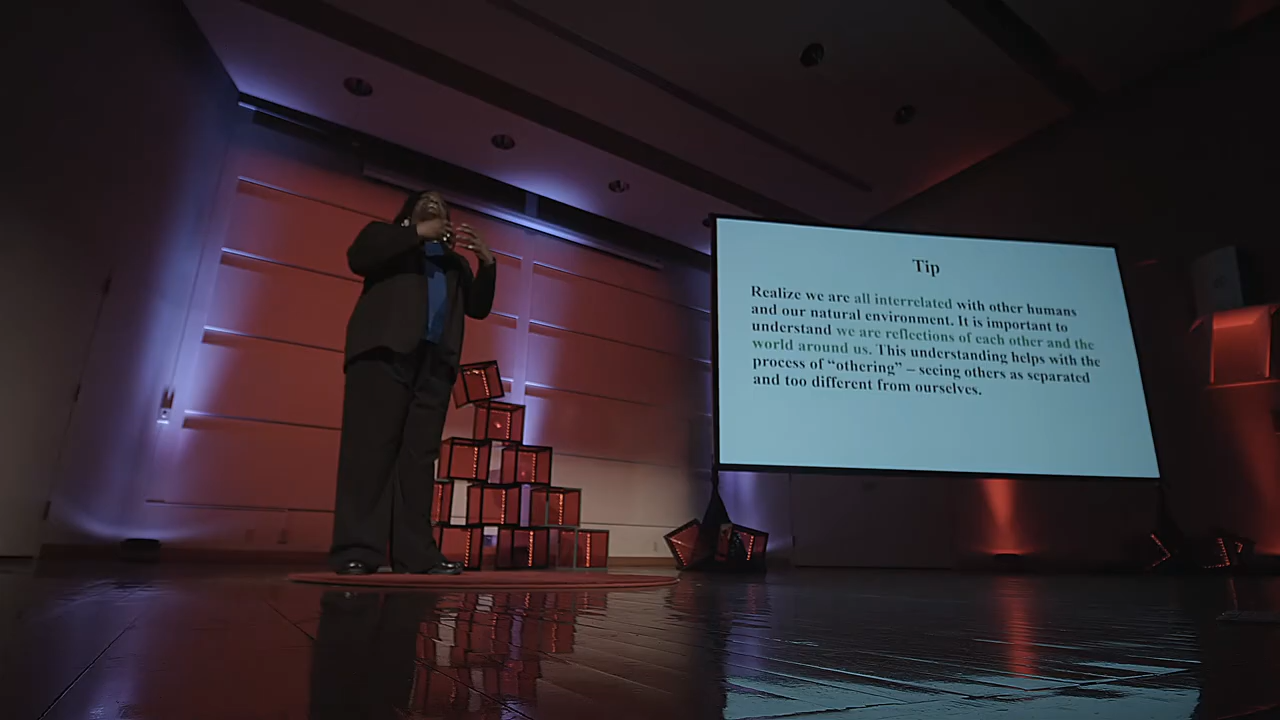 Tip
Realize we are all interrelated with other humans
and our natural environment. It is important to
understand we are reflections of each other and the
world around us. This understanding helps with the
process of “othering” – seeing others as separated
and too different from ourselves.